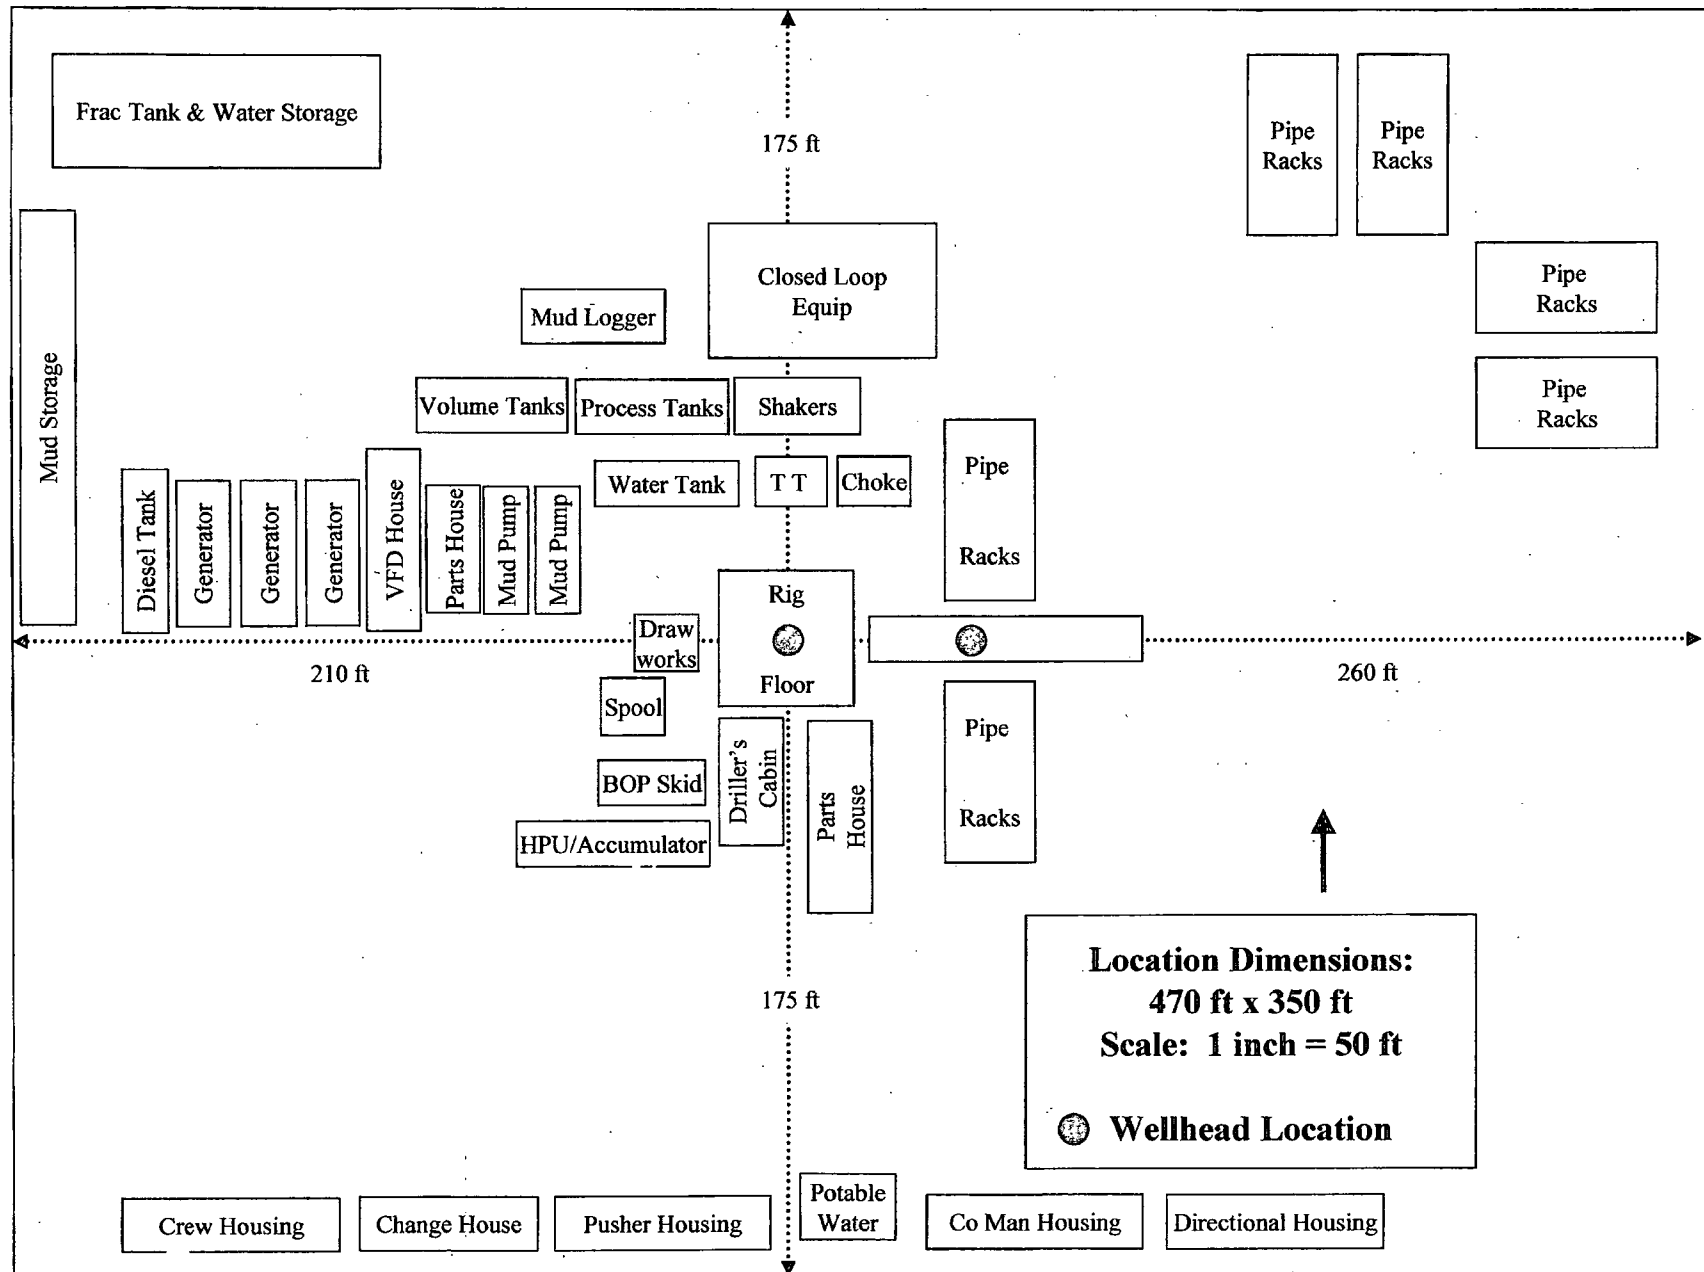 Frac Tank & Water Storage
175 ft
Pipe
Racks
Pipe
Racks
Closed Loop
Equip
Pipe
Racks
Mud Logger
Mud Storage
Pipe
Racks
Volume Tanks
Process Tanks
Shakers
Water Tank
T T
Choke
Pipe
Racks
Diesel Tank
Generator
Generator
Generator
VFD House
Parts House
Mud Pump
Mud Pump
Rig
Floor
Draw
works
210 ft
260 ft
Spool
Pipe
Racks
BOP Skid
Driller's
Cabin
Parts
House
HPU/Accumulator
Location Dimensions:
470 ft x 350 ft
Scale: 1 inch = 50 ft
Wellhead Location
175 ft
Crew Housing
Change House
Pusher Housing
Potable
Water
Co Man Housing
Directional Housing